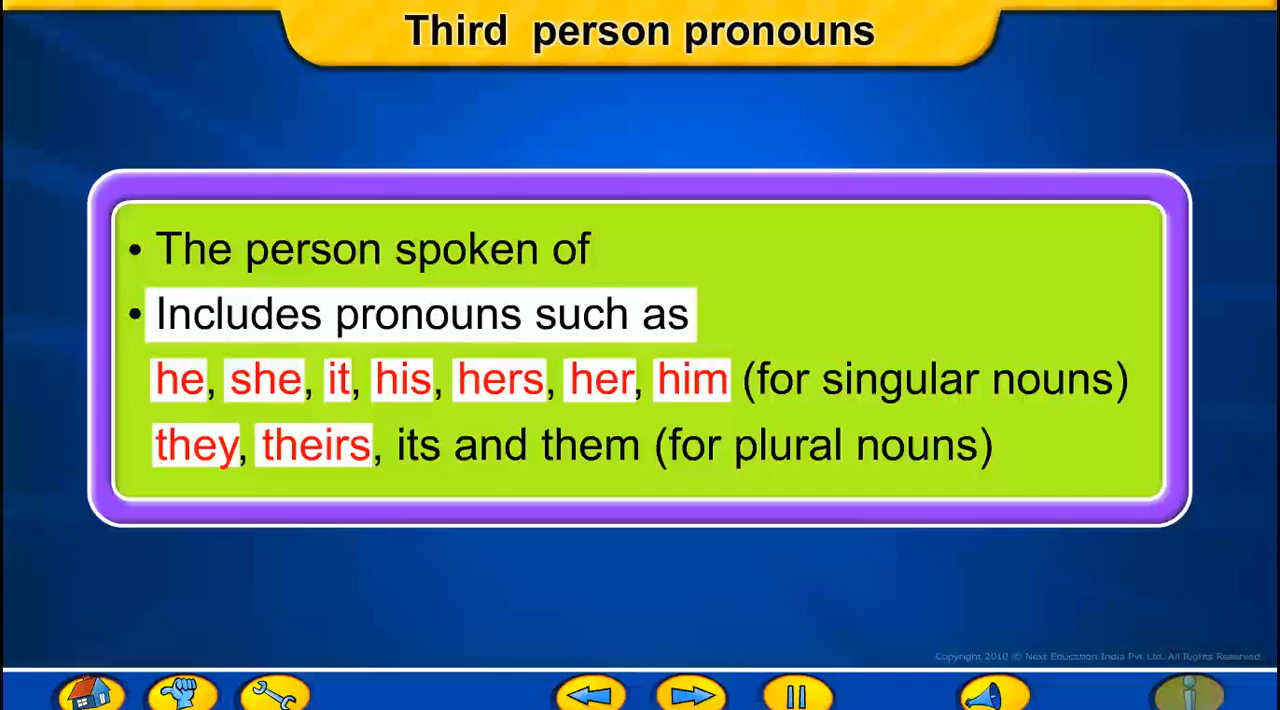 Third person pronouns
• The person spoken of
• Includes pronouns such as
he, she, it, his, hers, her, him (for singular nouns)
they, theirs, its and them (for plural nouns)
Copyright 2010 © Next Education India Pvt Ltd. All Rights Reserved.